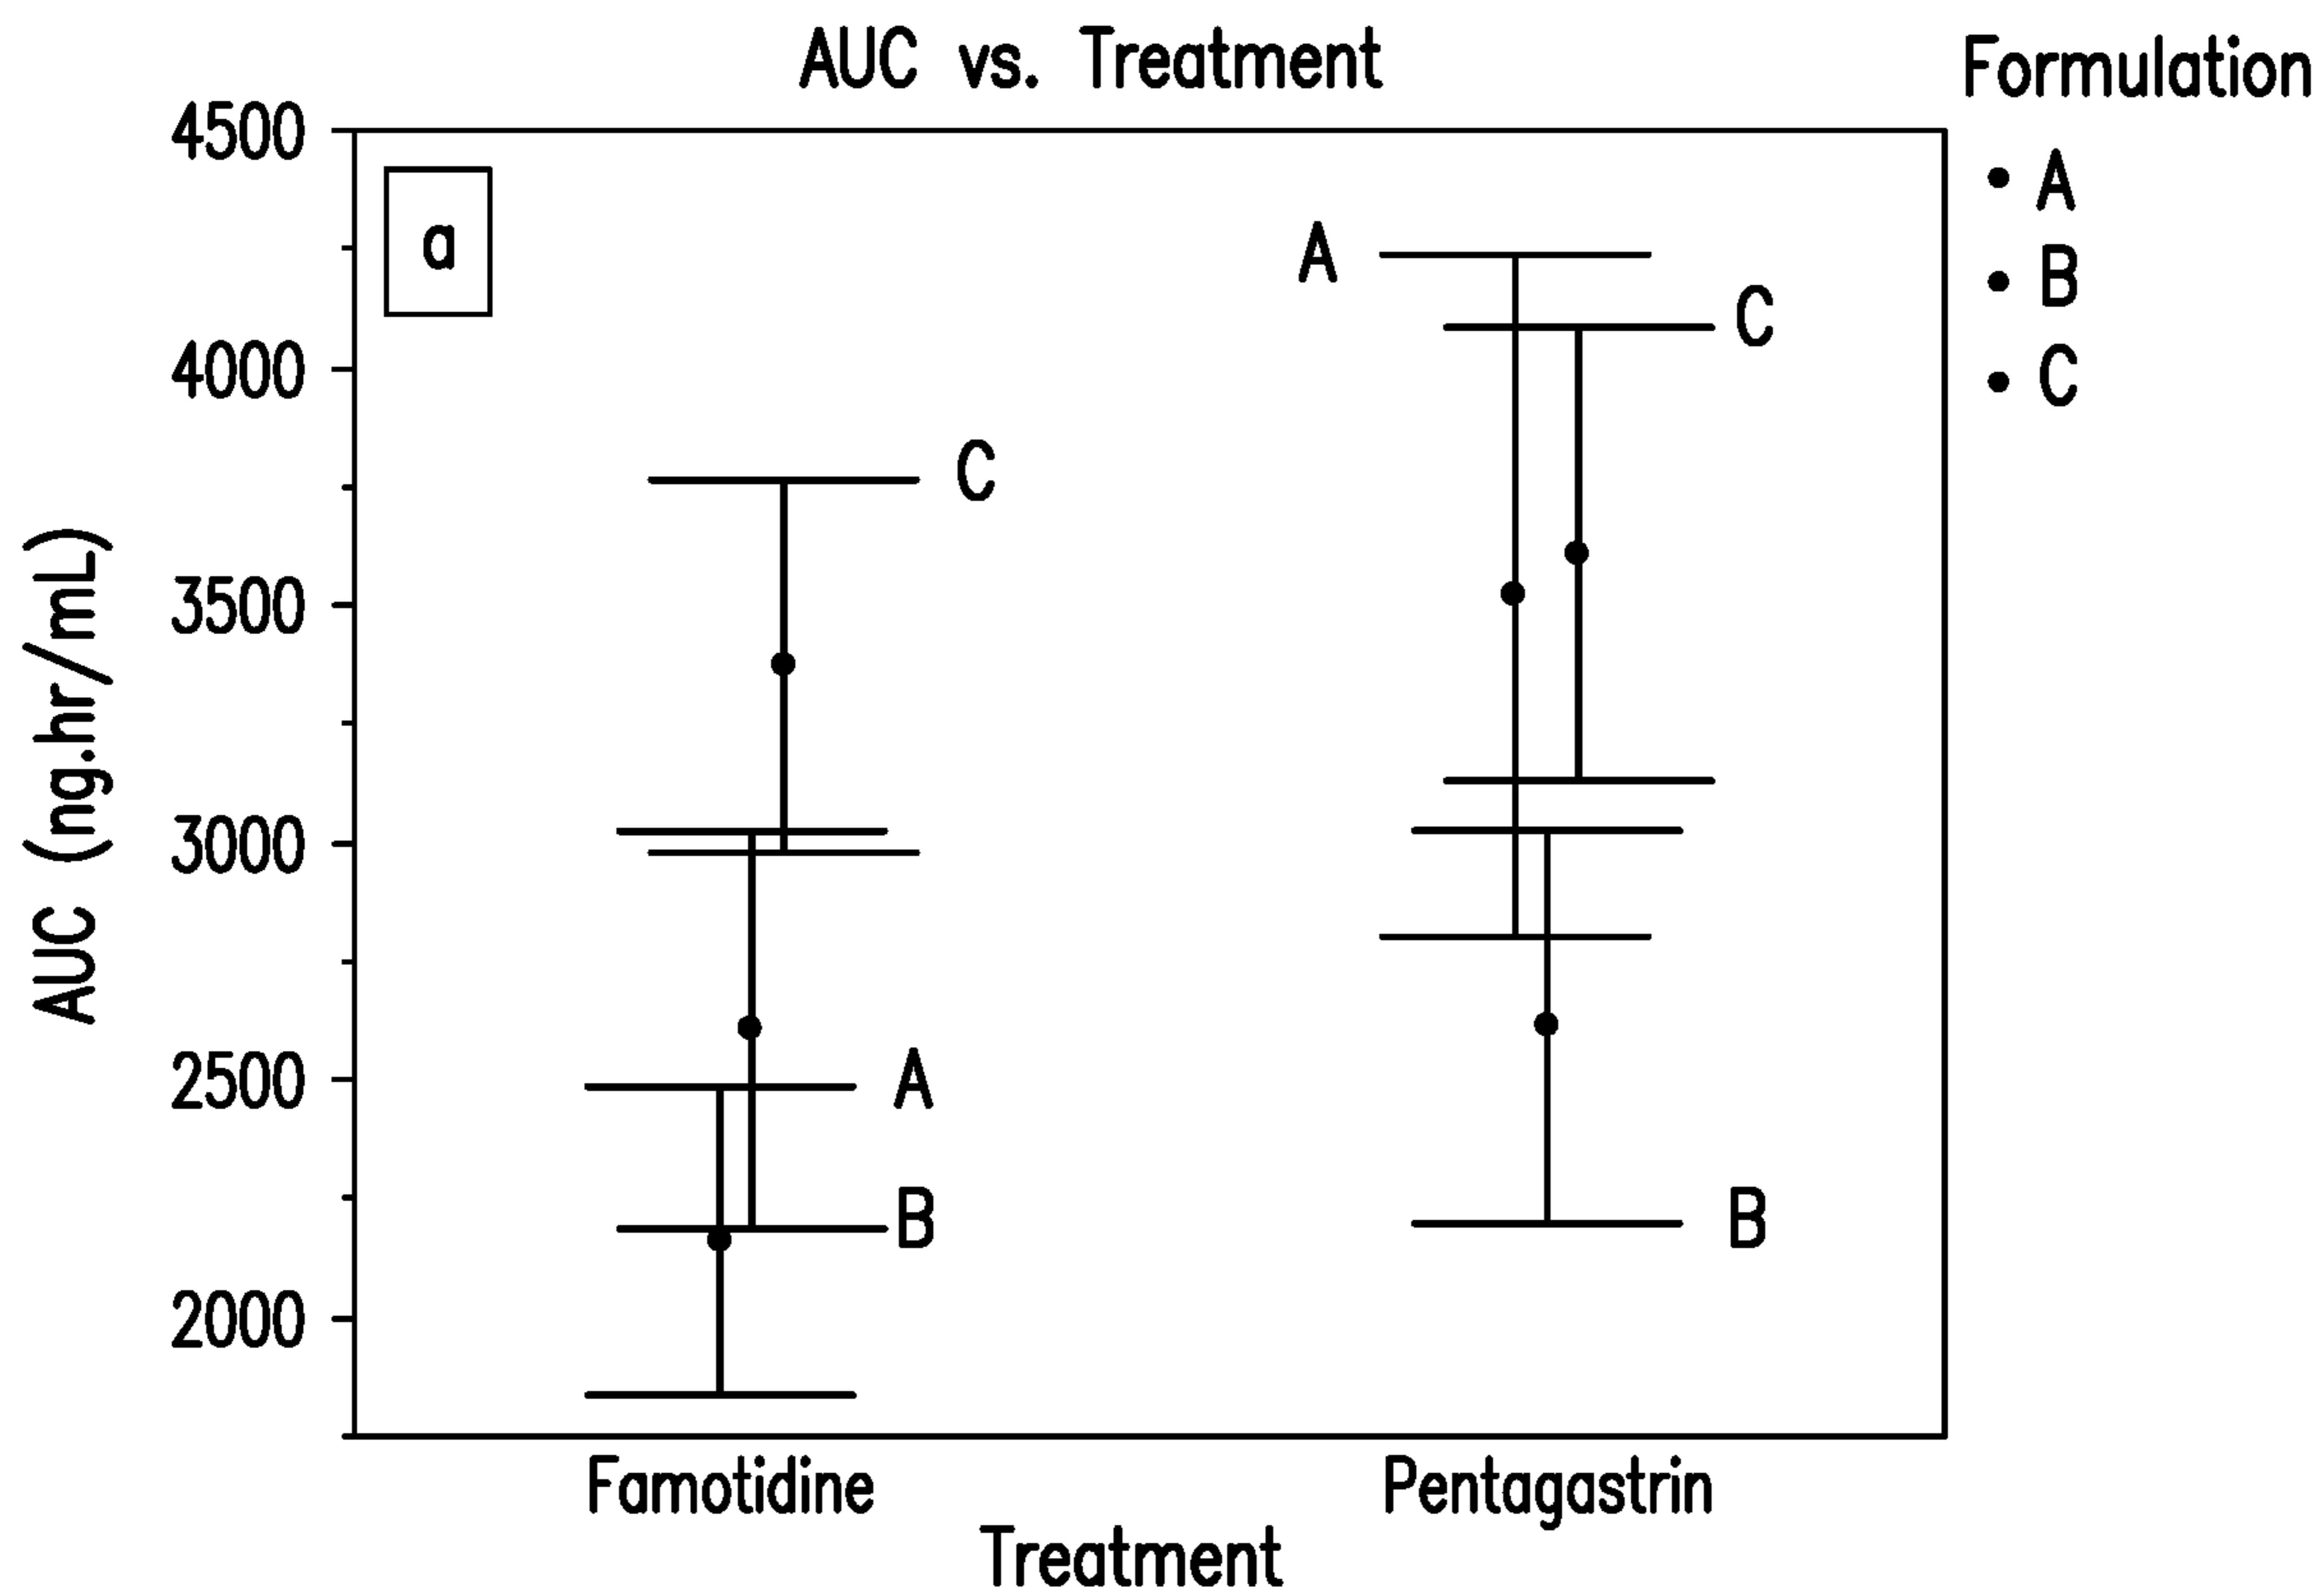 AUC vs. Treatment
Formulation
A
B
C
4500
4000
3500
3000
2500
2000
AUC (ng.hr/mL)
a
A
C
C
A
B
B
Famotidine
Pentagastrin
Treatment